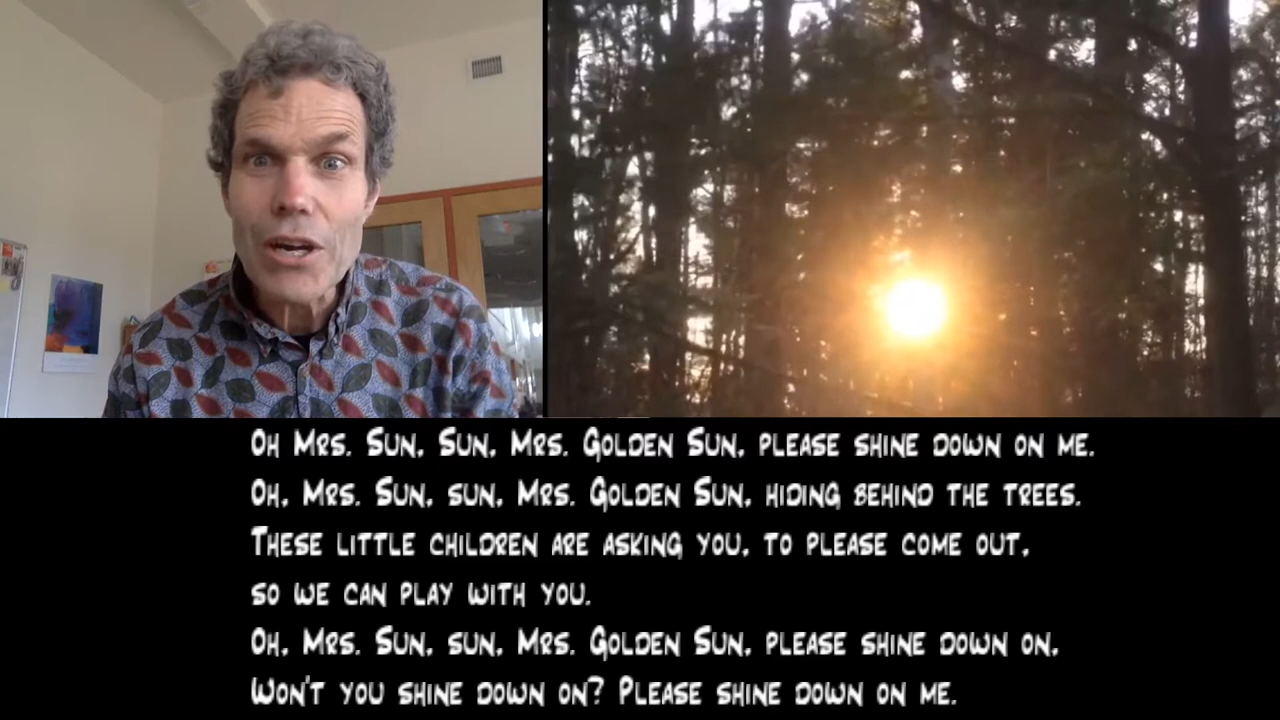 Oh Mrs. Sun, Sun, Mrs. Golden Sun, please shine down on me.
Oh, Mrs. Sun, sun, Mrs. Golden Sun, hiding behind the trees.
These little children are asking you, to please come out,
so we can play with you.
Oh, Mrs. Sun, sun, Mrs. Golden Sun, please shine down on,
Won't you shine down on? Please shine down on me.